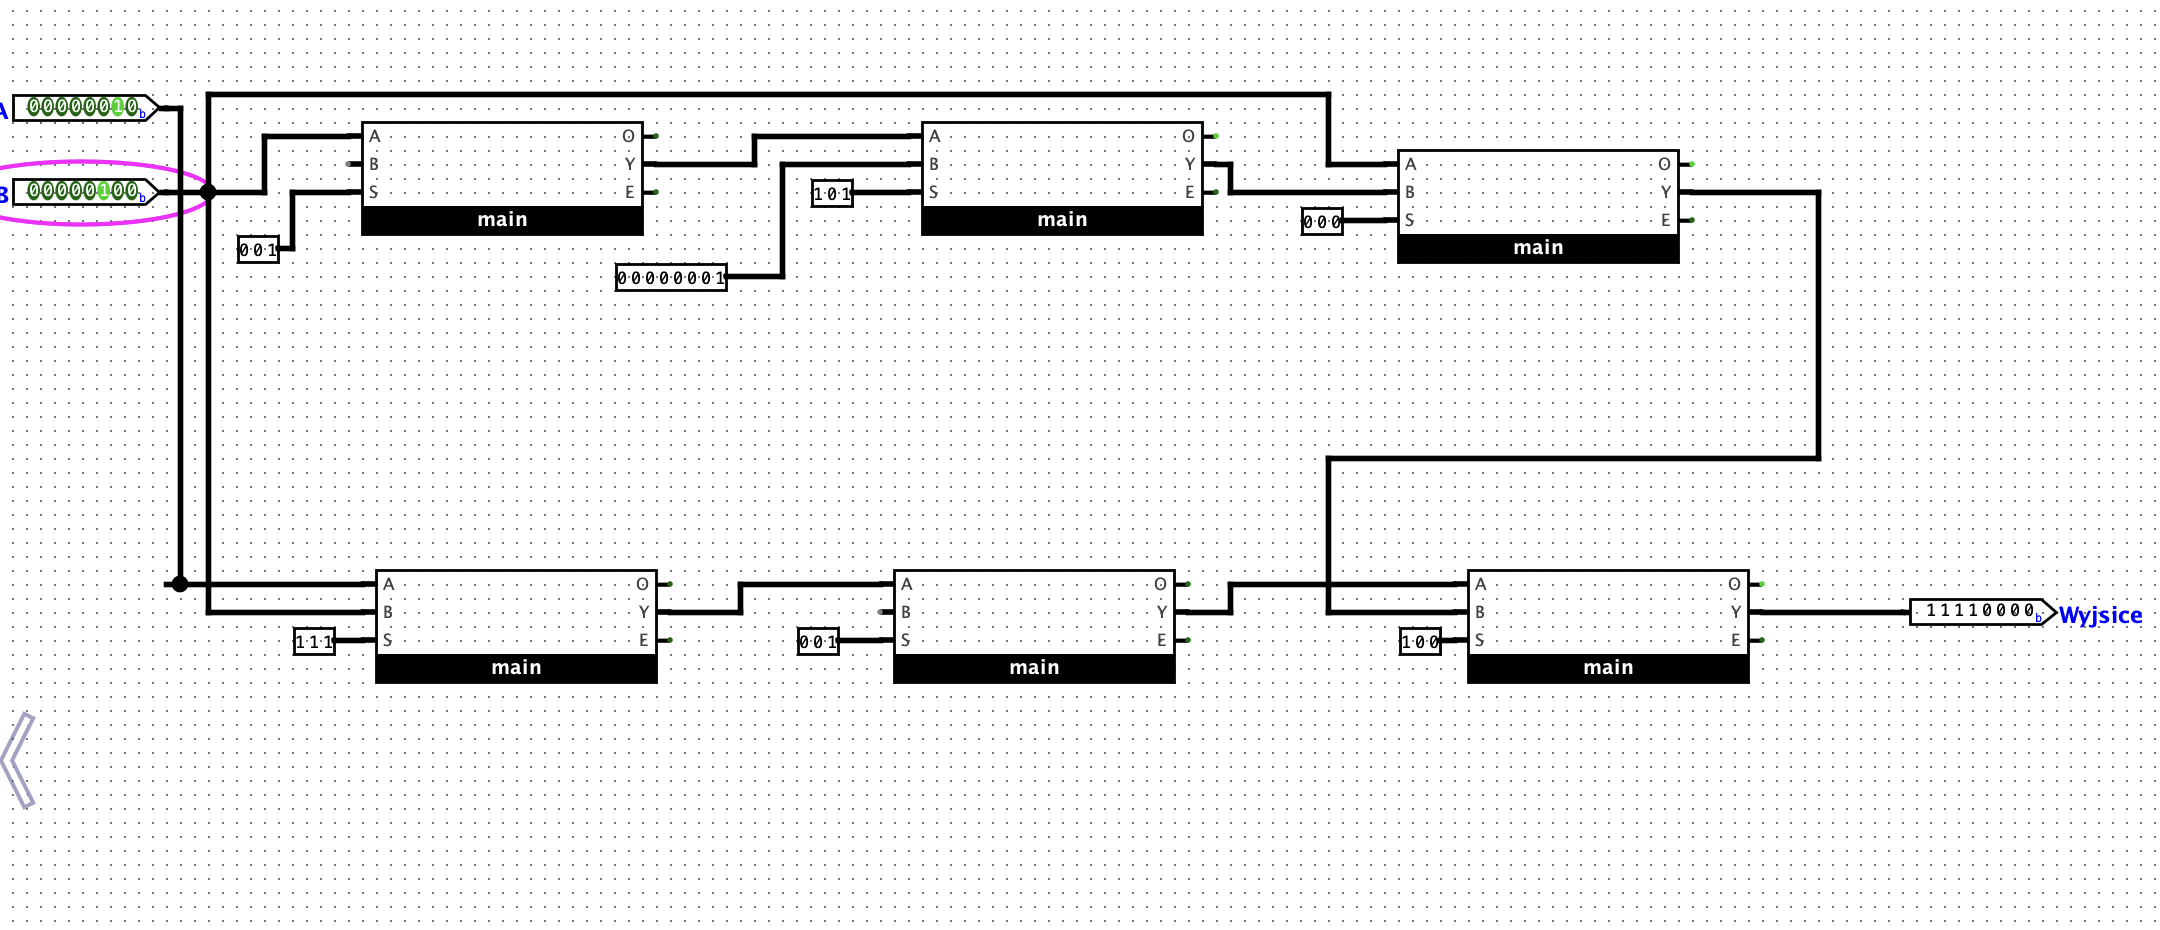 A 00000010b
B 00000100b
A O
B Y
S E
main
001
A O
B Y
S E
main
101
00000001
A O
B Y
S E
main
000
A O
B Y
S E
main
111
A O
B Y
S E
main
001
A O
B Y
S E
main
100
11110000b Wyjsice